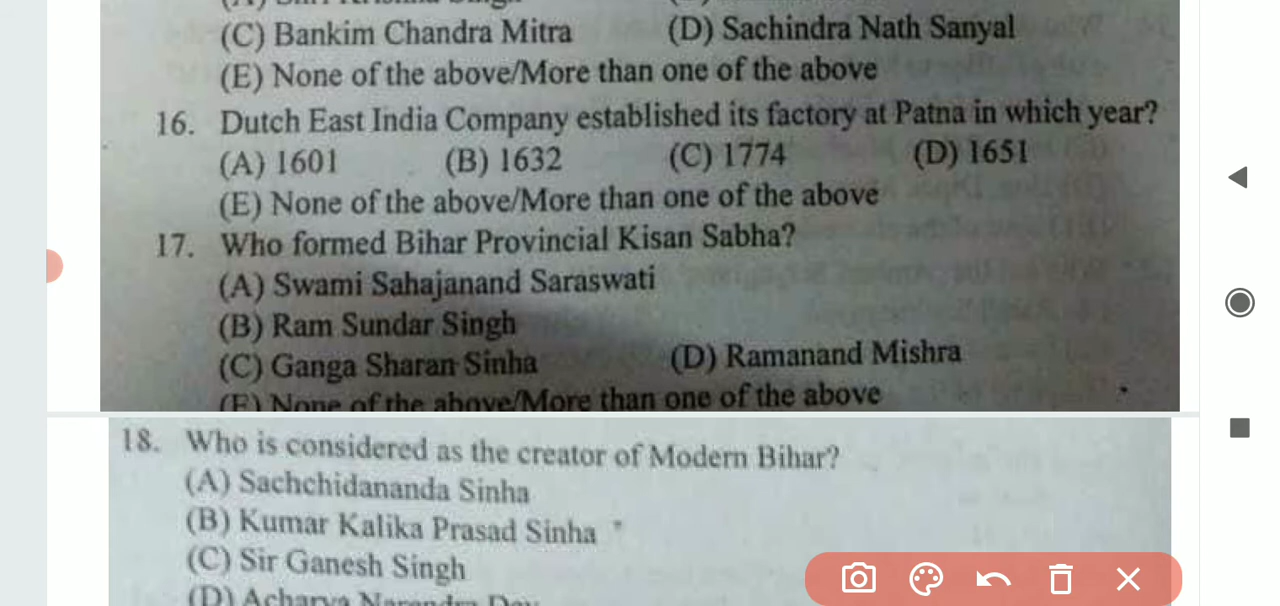 (C) Bankim Chandra Mitra (D) Sachindra Nath Sanyal
(E) None of the above/More than one of the above
16. Dutch East India Company established its factory at Patna in which year?
(A) 1601 (B) 1632 (C) 1774 (D) 1651
(E) None of the above/More than one of the above
17. Who formed Bihar Provincial Kisan Sabha?
(A) Swami Sahajanand Saraswati
(B) Ram Sundar Singh
(C) Ganga Sharan Sinha (D) Ramanand Mishra
(E) None of the above/More than one of the above
18. Who is considered as the creator of Modern Bihar?
(A) Sachchidananda Sinha
(B) Kumar Kalika Prasad Sinha
(C) Sir Ganesh Singh
(D) Acharya Narendra Dev